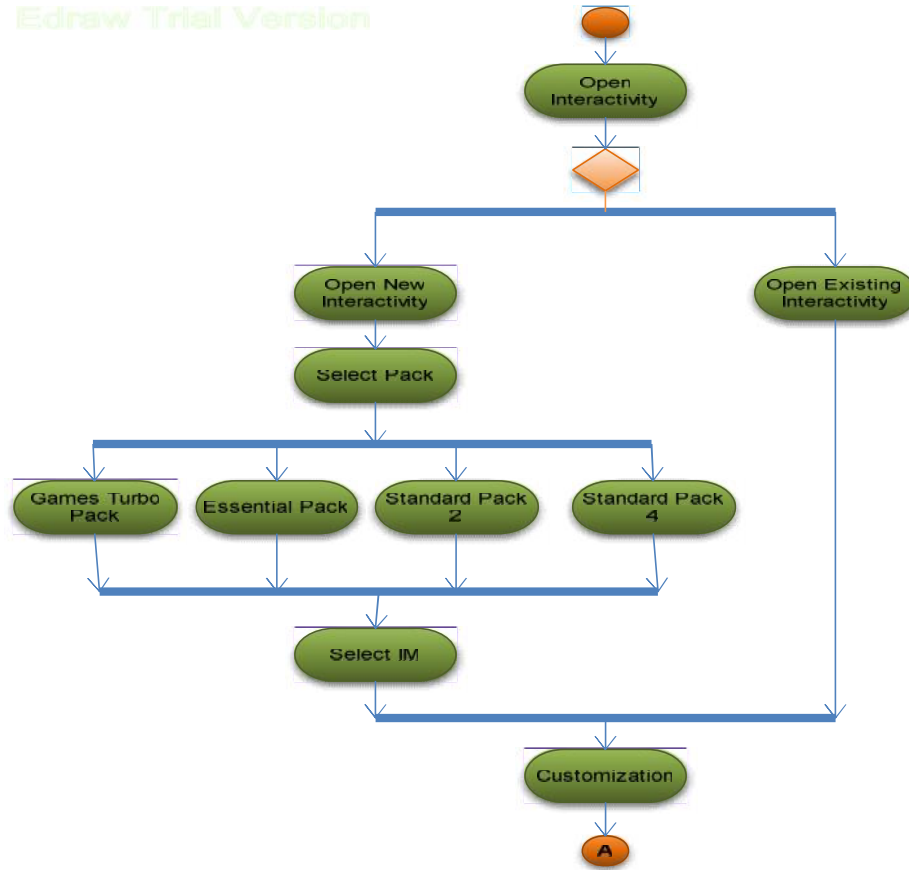 Edraw Trial Version
Open
Interactivity
Open New
Interactivity
Open Existing
Interactivity
Select Pack
Games Turbo
Pack
Essential Pack
Standard Pack
2
Standard Pack
4
Select IM
Customization
A